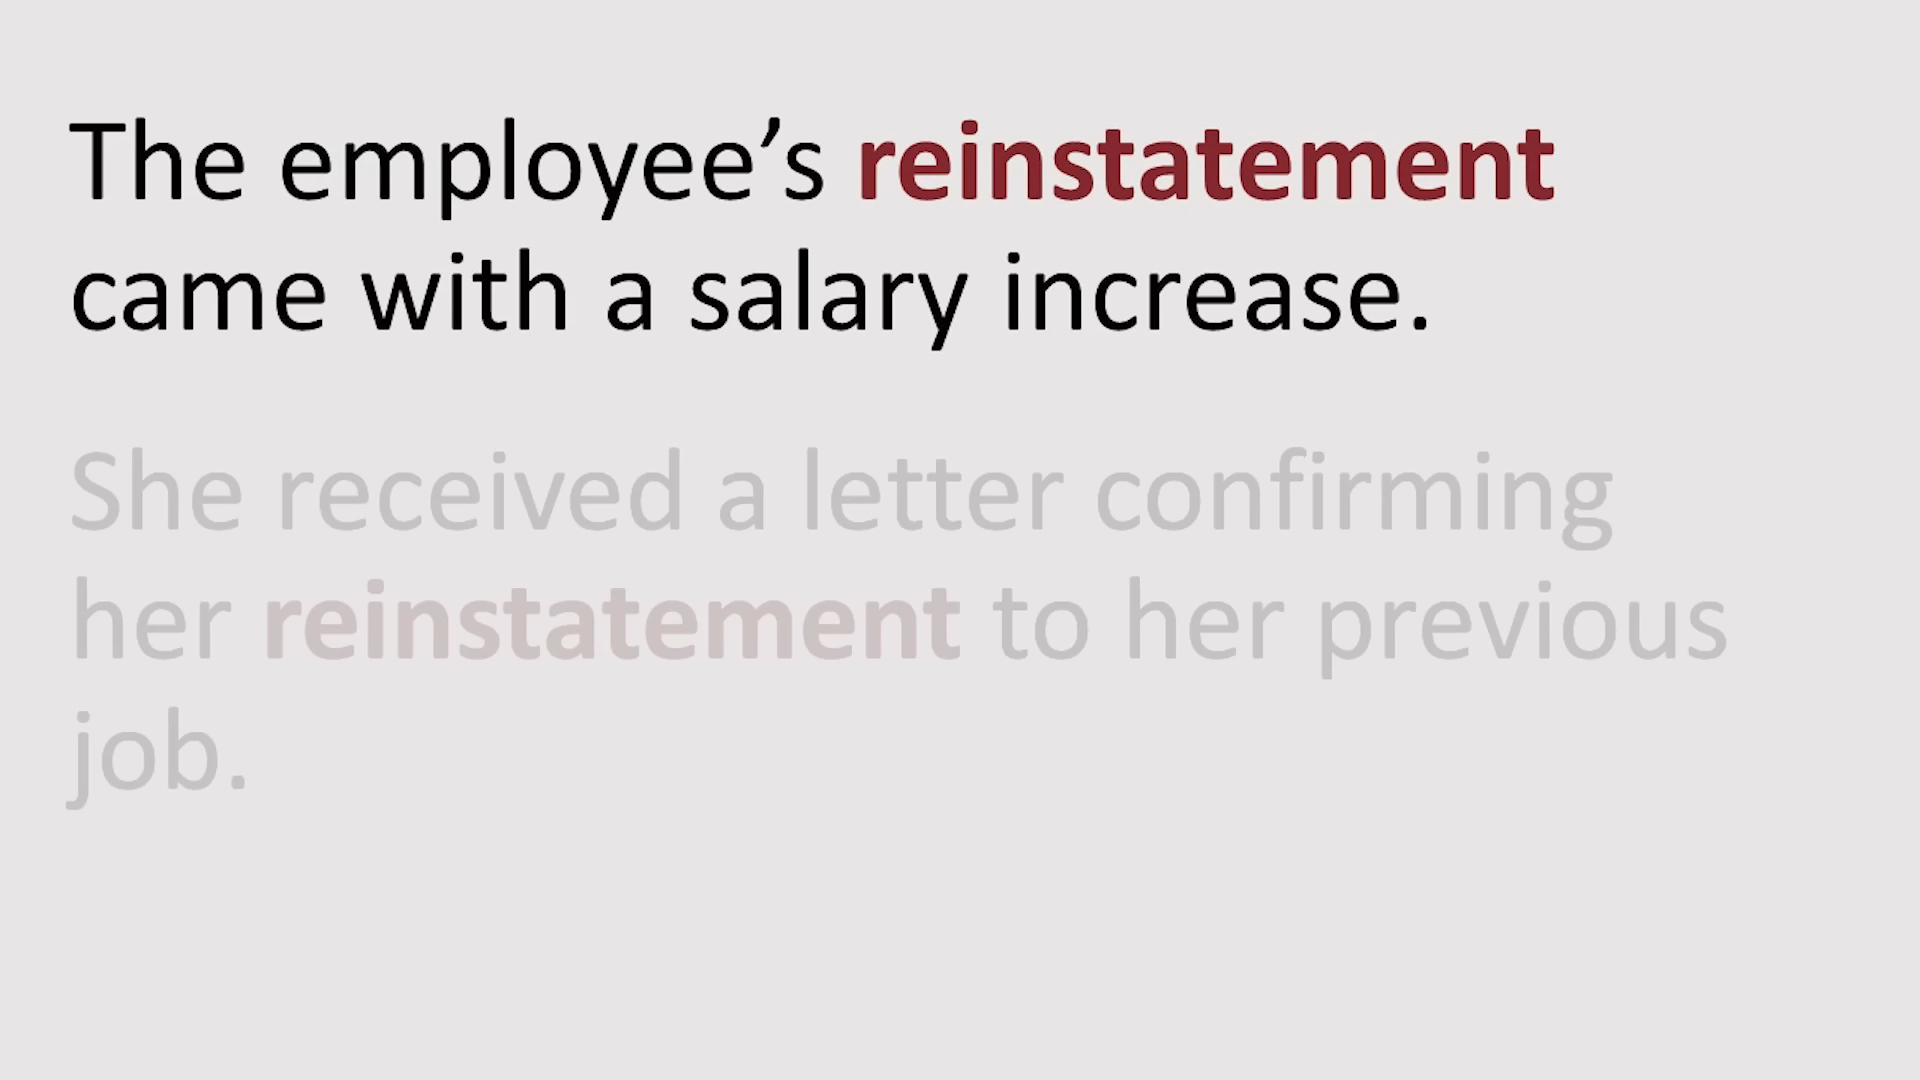 The employee’s reinstatement
came with a salary increase.
She received a letter confirming
her reinstatement to her previous
job.